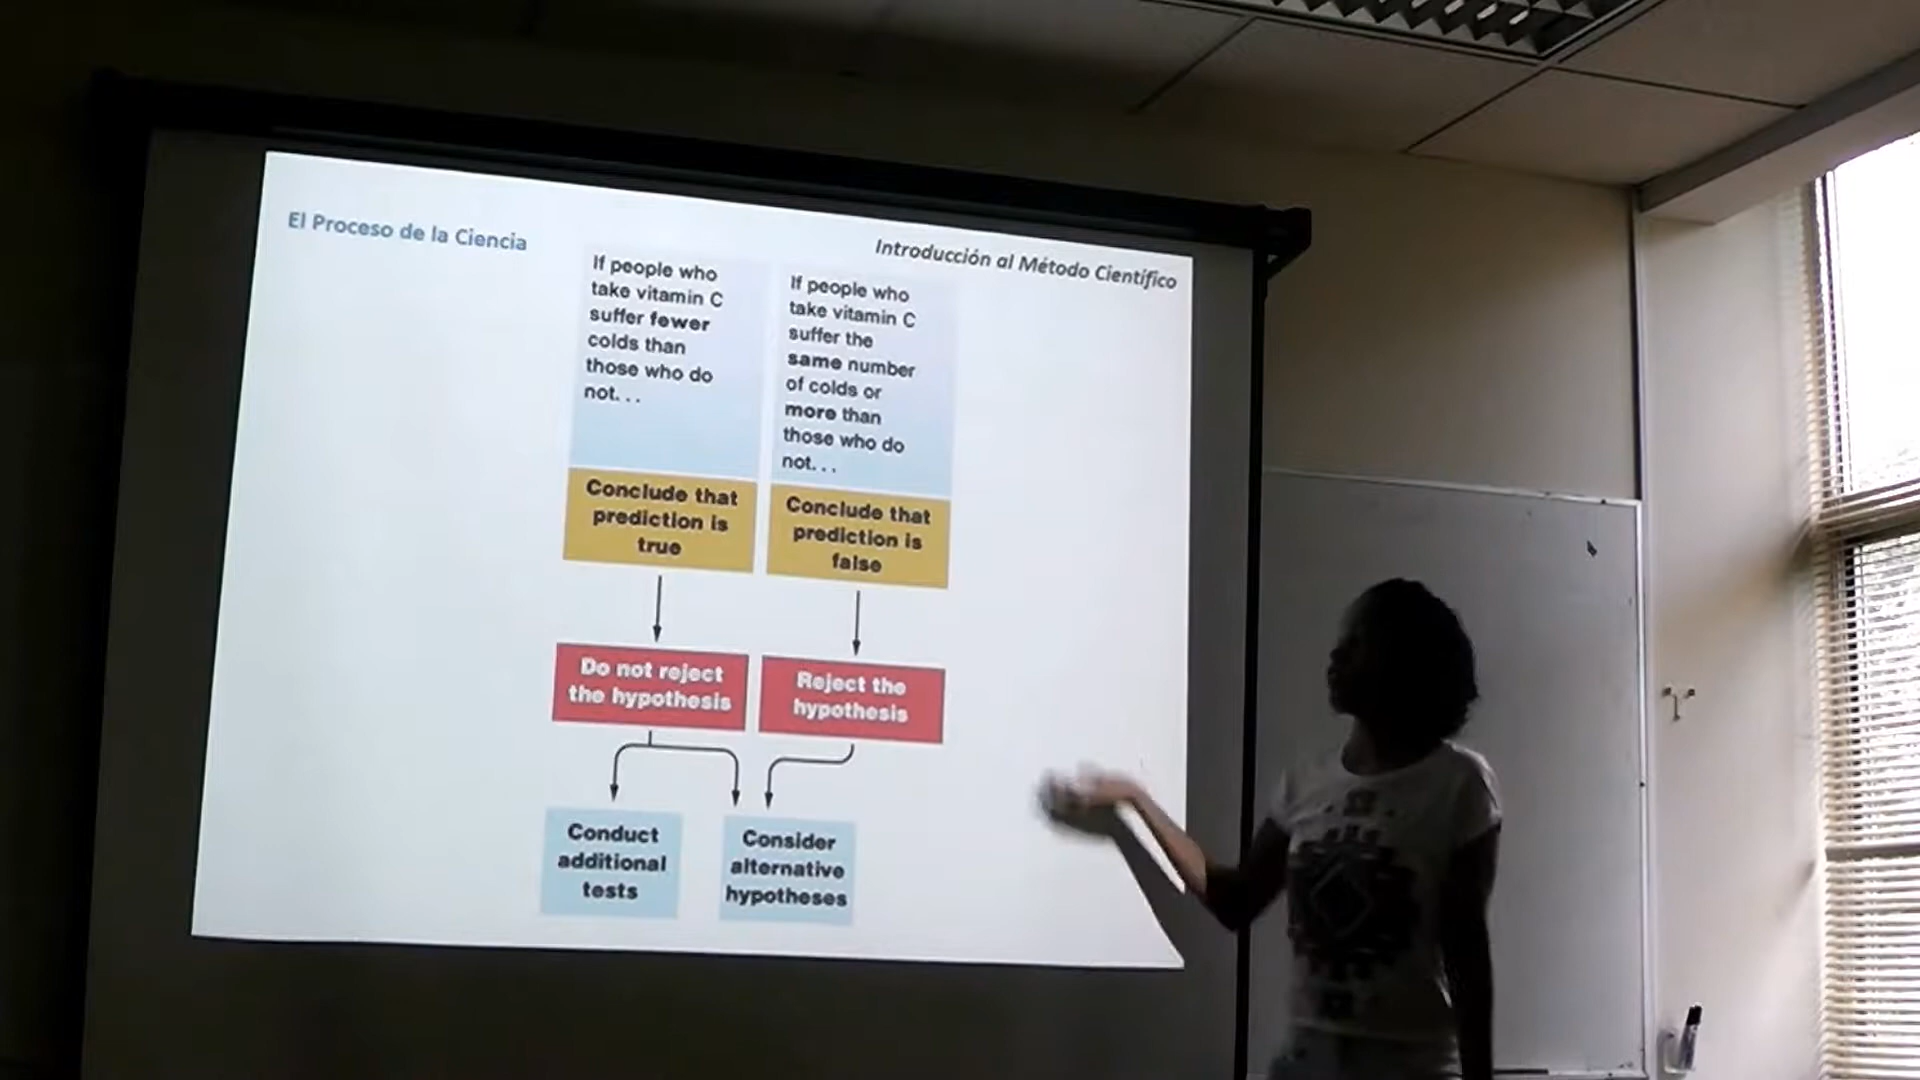 El Proceso de la Ciencia
Introducción al Método Científico
If people who
take vitamin C
suffer fewer
colds than
those who do
not. . .
If people who
take vitamin C
suffer the
same number
of colds or
more than
those who do
not. . .
Conclude that
prediction is
true
Conclude that
prediction is
false
Do not reject
the hypothesis
Reject the
hypothesis
Conduct
additional
tests
Consider
alternative
hypotheses